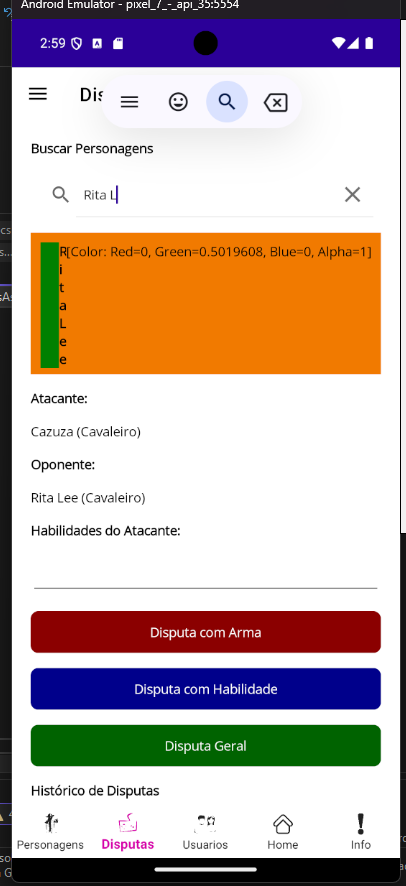 Android Emulator - pixel_7_-_api_35:5554
2:59
Dis
Buscar Personagens
Rita L
R[Color: Red=0, Green=0.5019608, Blue=0, Alpha=1]
i
t
a
L
e
e
Atacante:
Cazuza (Cavaleiro)
Oponente:
Rita Lee (Cavaleiro)
Habilidades do Atacante:
Disputa com Arma
Disputa com Habilidade
Disputa Geral
Histórico de Disputas
Personagens Disputas Usuarios Home Info